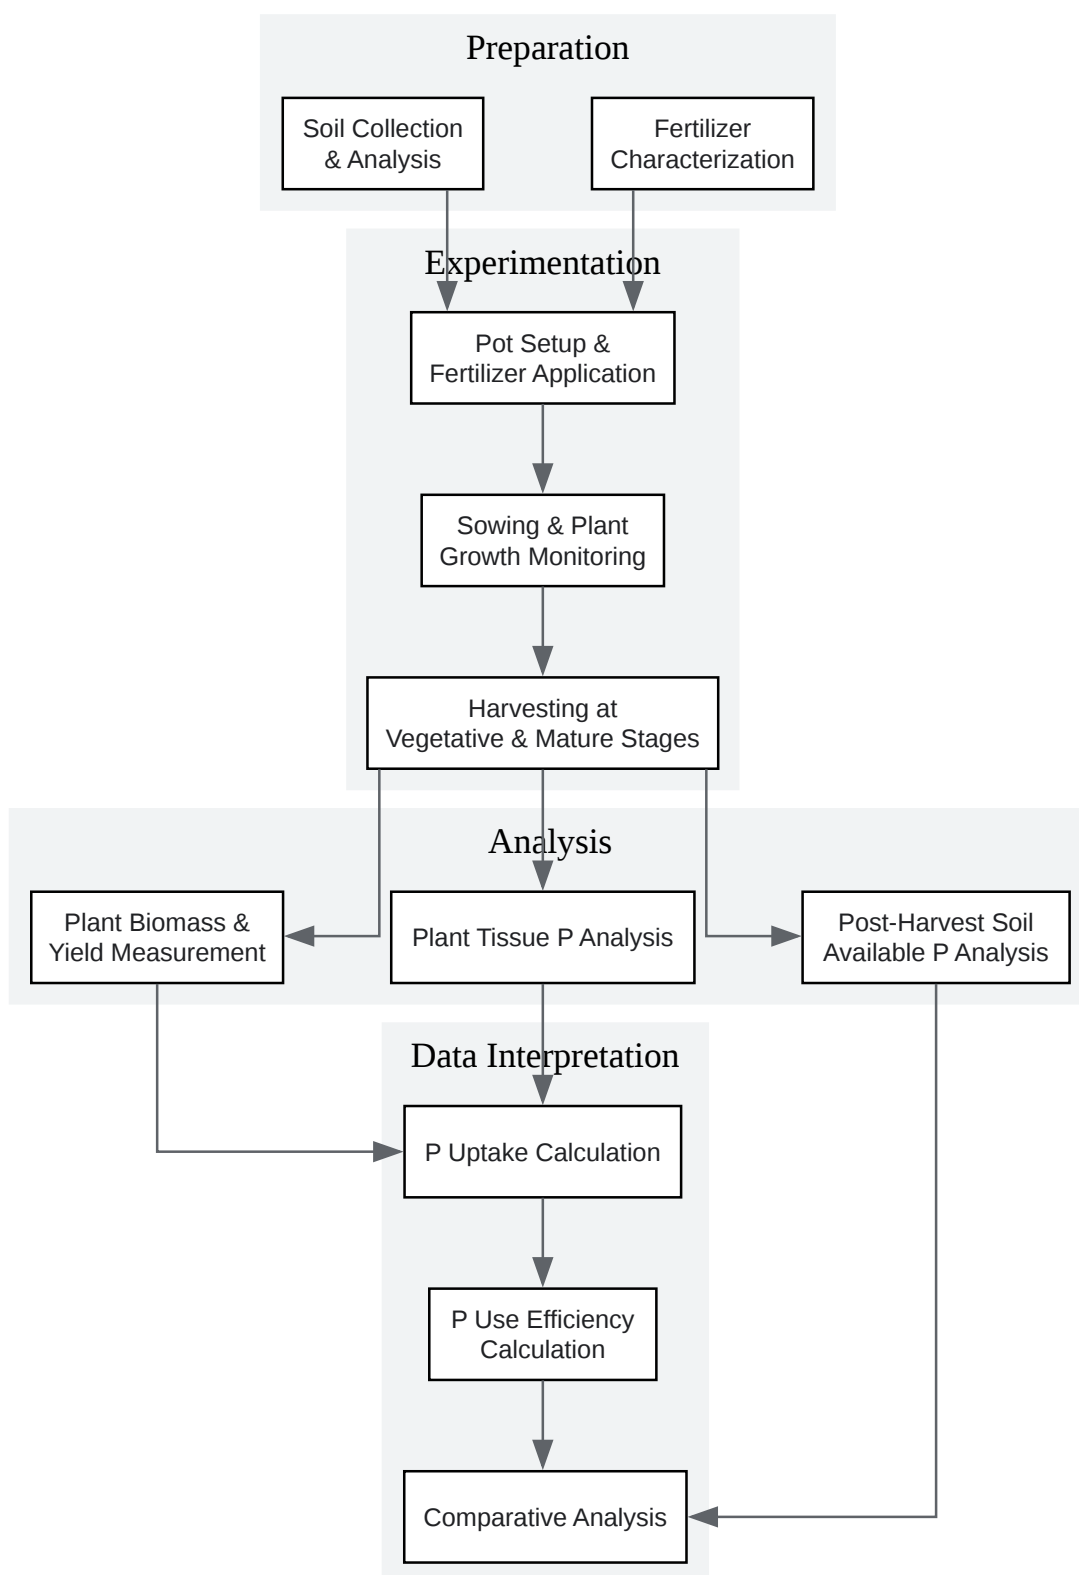 Preparation
Soil Collection
& Analysis
Fertilizer
Characterization
Experimentation
Pot Setup &
Fertilizer Application
Sowing & Plant
Growth Monitoring
Harvesting at
Vegetative & Mature Stages
Analysis
Plant Biomass &
Yield Measurement
Plant Tissue P Analysis
Post-Harvest Soil
Available P Analysis
Data Interpretation
P Uptake Calculation
P Use Efficiency
Calculation
Comparative Analysis